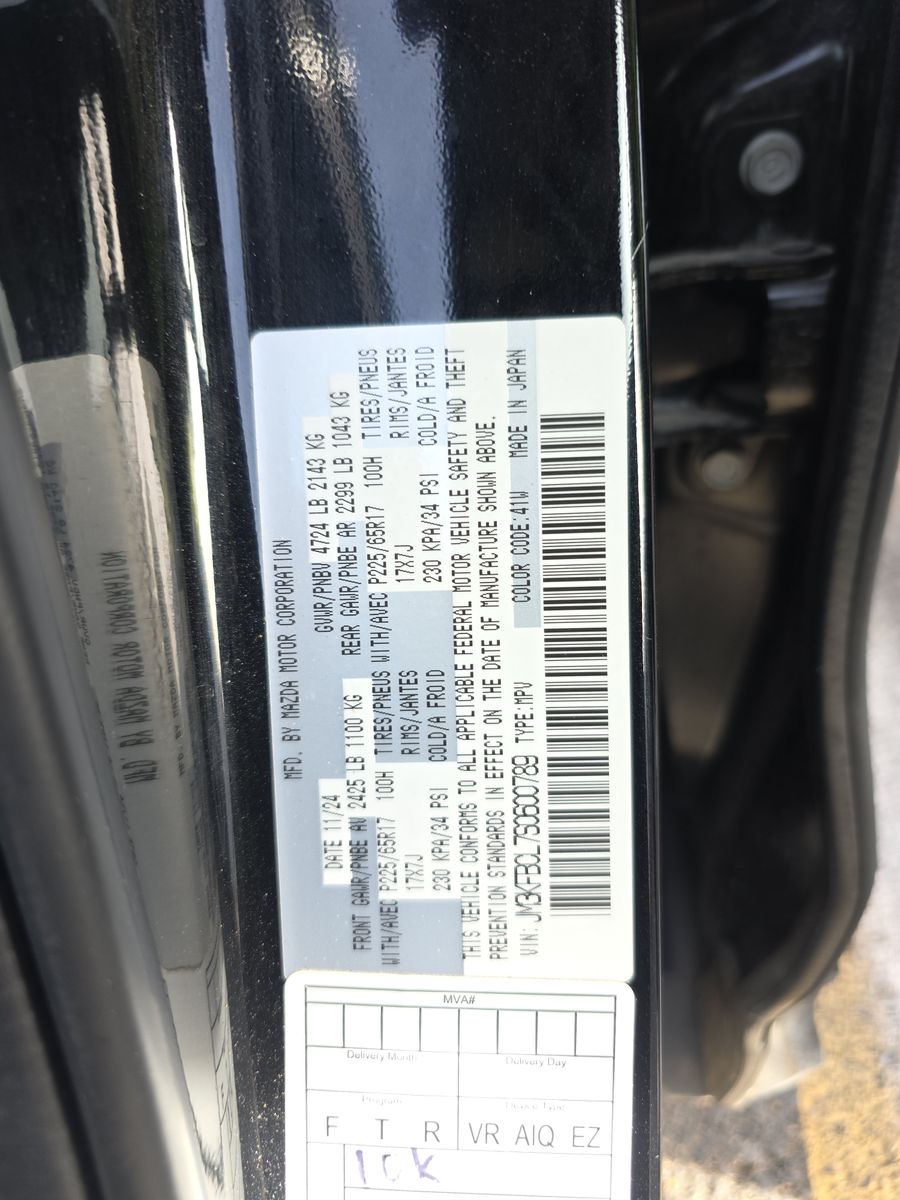 MFD. BY MAZDA MOTOR CORPORATION
DATE 11/24 GVWR/PNBV 4724 LB 2143 KG
FRONT GAWR/PNBE AV 2425 LB 1100 KG REAR GAWR/PNBE AR 2299 LB 1043 KG
WITH/AVEC P225/65R17 100H TIRES/PNEUS WITH/AVEC P225/65R17 100H TIRES/PNEUS
17X7J RIMS/JANTES 17X7J RIMS/JANTES
230 KPA/34 PSI COLD/A FROID 230 KPA/34 PSI COLD/A FROID
THIS VEHICLE CONFORMS TO ALL APPLICABLE FEDERAL MOTOR VEHICLE SAFETY AND THEFT
PREVENTION STANDARDS IN EFFECT ON THE DATE OF MANUFACTURE SHOWN ABOVE.
VIN: JM3KFBCL7S0600789 TYPE:MPV COLOR CODE:41W MADE IN JAPAN
MVA#
Delivery Month Delivery Day
Program Device Type
F T R VR AIQ EZ
10K